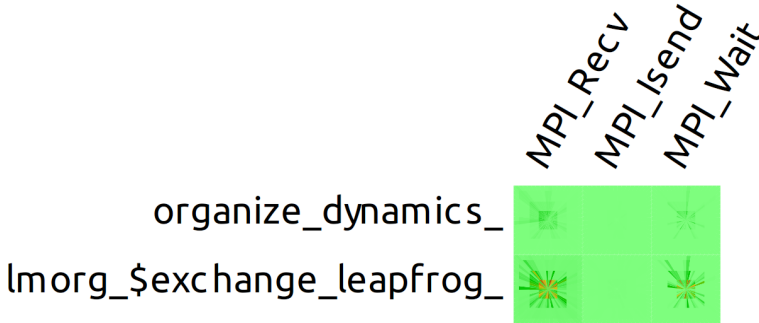 MPI_Recv
MPI_Isend
MPI_Wait
organize_dynamics_
lmorg_$exchange_leapfrog_